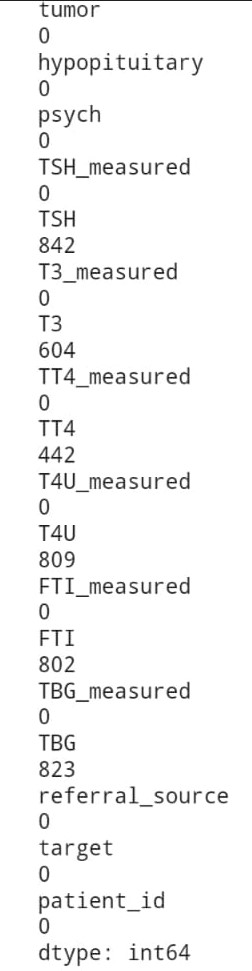 tumor
0
hypopituitary
0
psych
0
TSH_measured
0
TSH
842
T3_measured
0
T3
604
TT4_measured
0
TT4
442
T4U_measured
0
T4U
809
FTI_measured
0
FTI
802
TBG_measured
0
TBG
823
referral_source
0
target
0
patient_id
0
dtype: int64